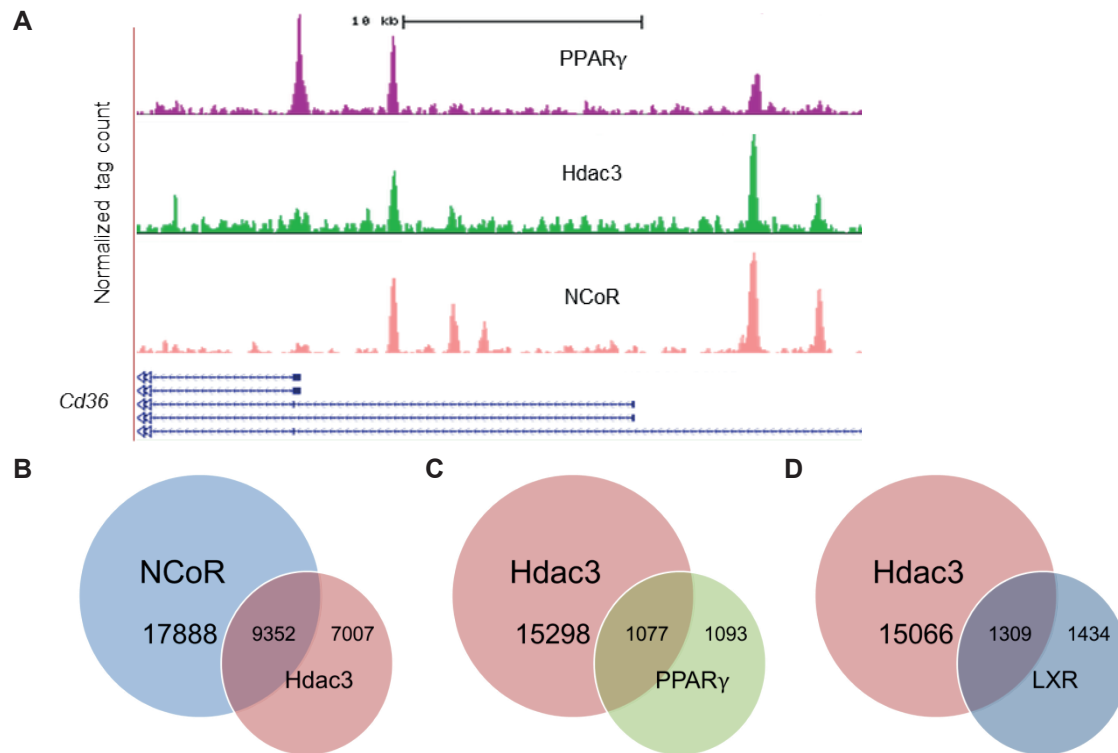 A
10 kb
PPARγ
Hdac3
NCoR
Normalized tag count
Cd36
B
NCoR
17888
9352
7007
Hdac3
C
Hdac3
15298
1077
1093
PPARγ
D
Hdac3
15066
1309
1434
LXR